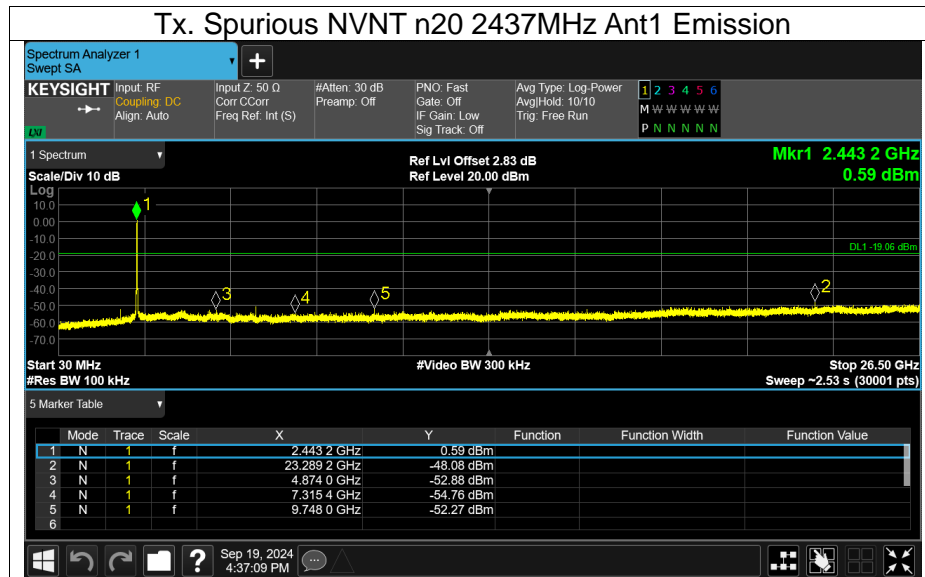 Tx. Spurious NVNT n20 2437MHz Ant1 Emission
Spectrum Analyzer 1
Swept SA
+
KEYSIGHT
LXI
Input: RF
Coupling: DC
Align: Auto
Input Z: 50 Ω
Corr CCorr
Freq Ref: Int (S)
#Atten: 30 dB
Preamp: Off
PNO: Fast
Gate: Off
IF Gain: Low
Sig Track: Off
Avg Type: Log-Power
Avg|Hold: 10/10
Trig: Free Run
1 2 3 4 5 6
M W W W W W
P N N N N N
1 Spectrum
Scale/Div 10 dB
Ref Lvl Offset 2.83 dB
Ref Level 20.00 dBm
Mkr1 2.443 2 GHz
0.59 dBm
Log
10.0
0.00
-10.0
-20.0
-30.0
-40.0
-50.0
-60.0
-70.0
1
3
4
5
2
DL1 -19.06 dBm
Start 30 MHz
#Res BW 100 kHz
#Video BW 300 kHz
Stop 26.50 GHz
Sweep ~2.53 s (30001 pts)
5 Marker Table
Mode Trace Scale X Y Function Function Width Function Value
1 N 1 f 2.443 2 GHz 0.59 dBm
2 N 1 f 23.289 2 GHz -48.08 dBm
3 N 1 f 4.874 0 GHz -52.88 dBm
4 N 1 f 7.315 4 GHz -54.76 dBm
5 N 1 f 9.748 0 GHz -52.27 dBm
6
?
Sep 19, 2024
4:37:09 PM